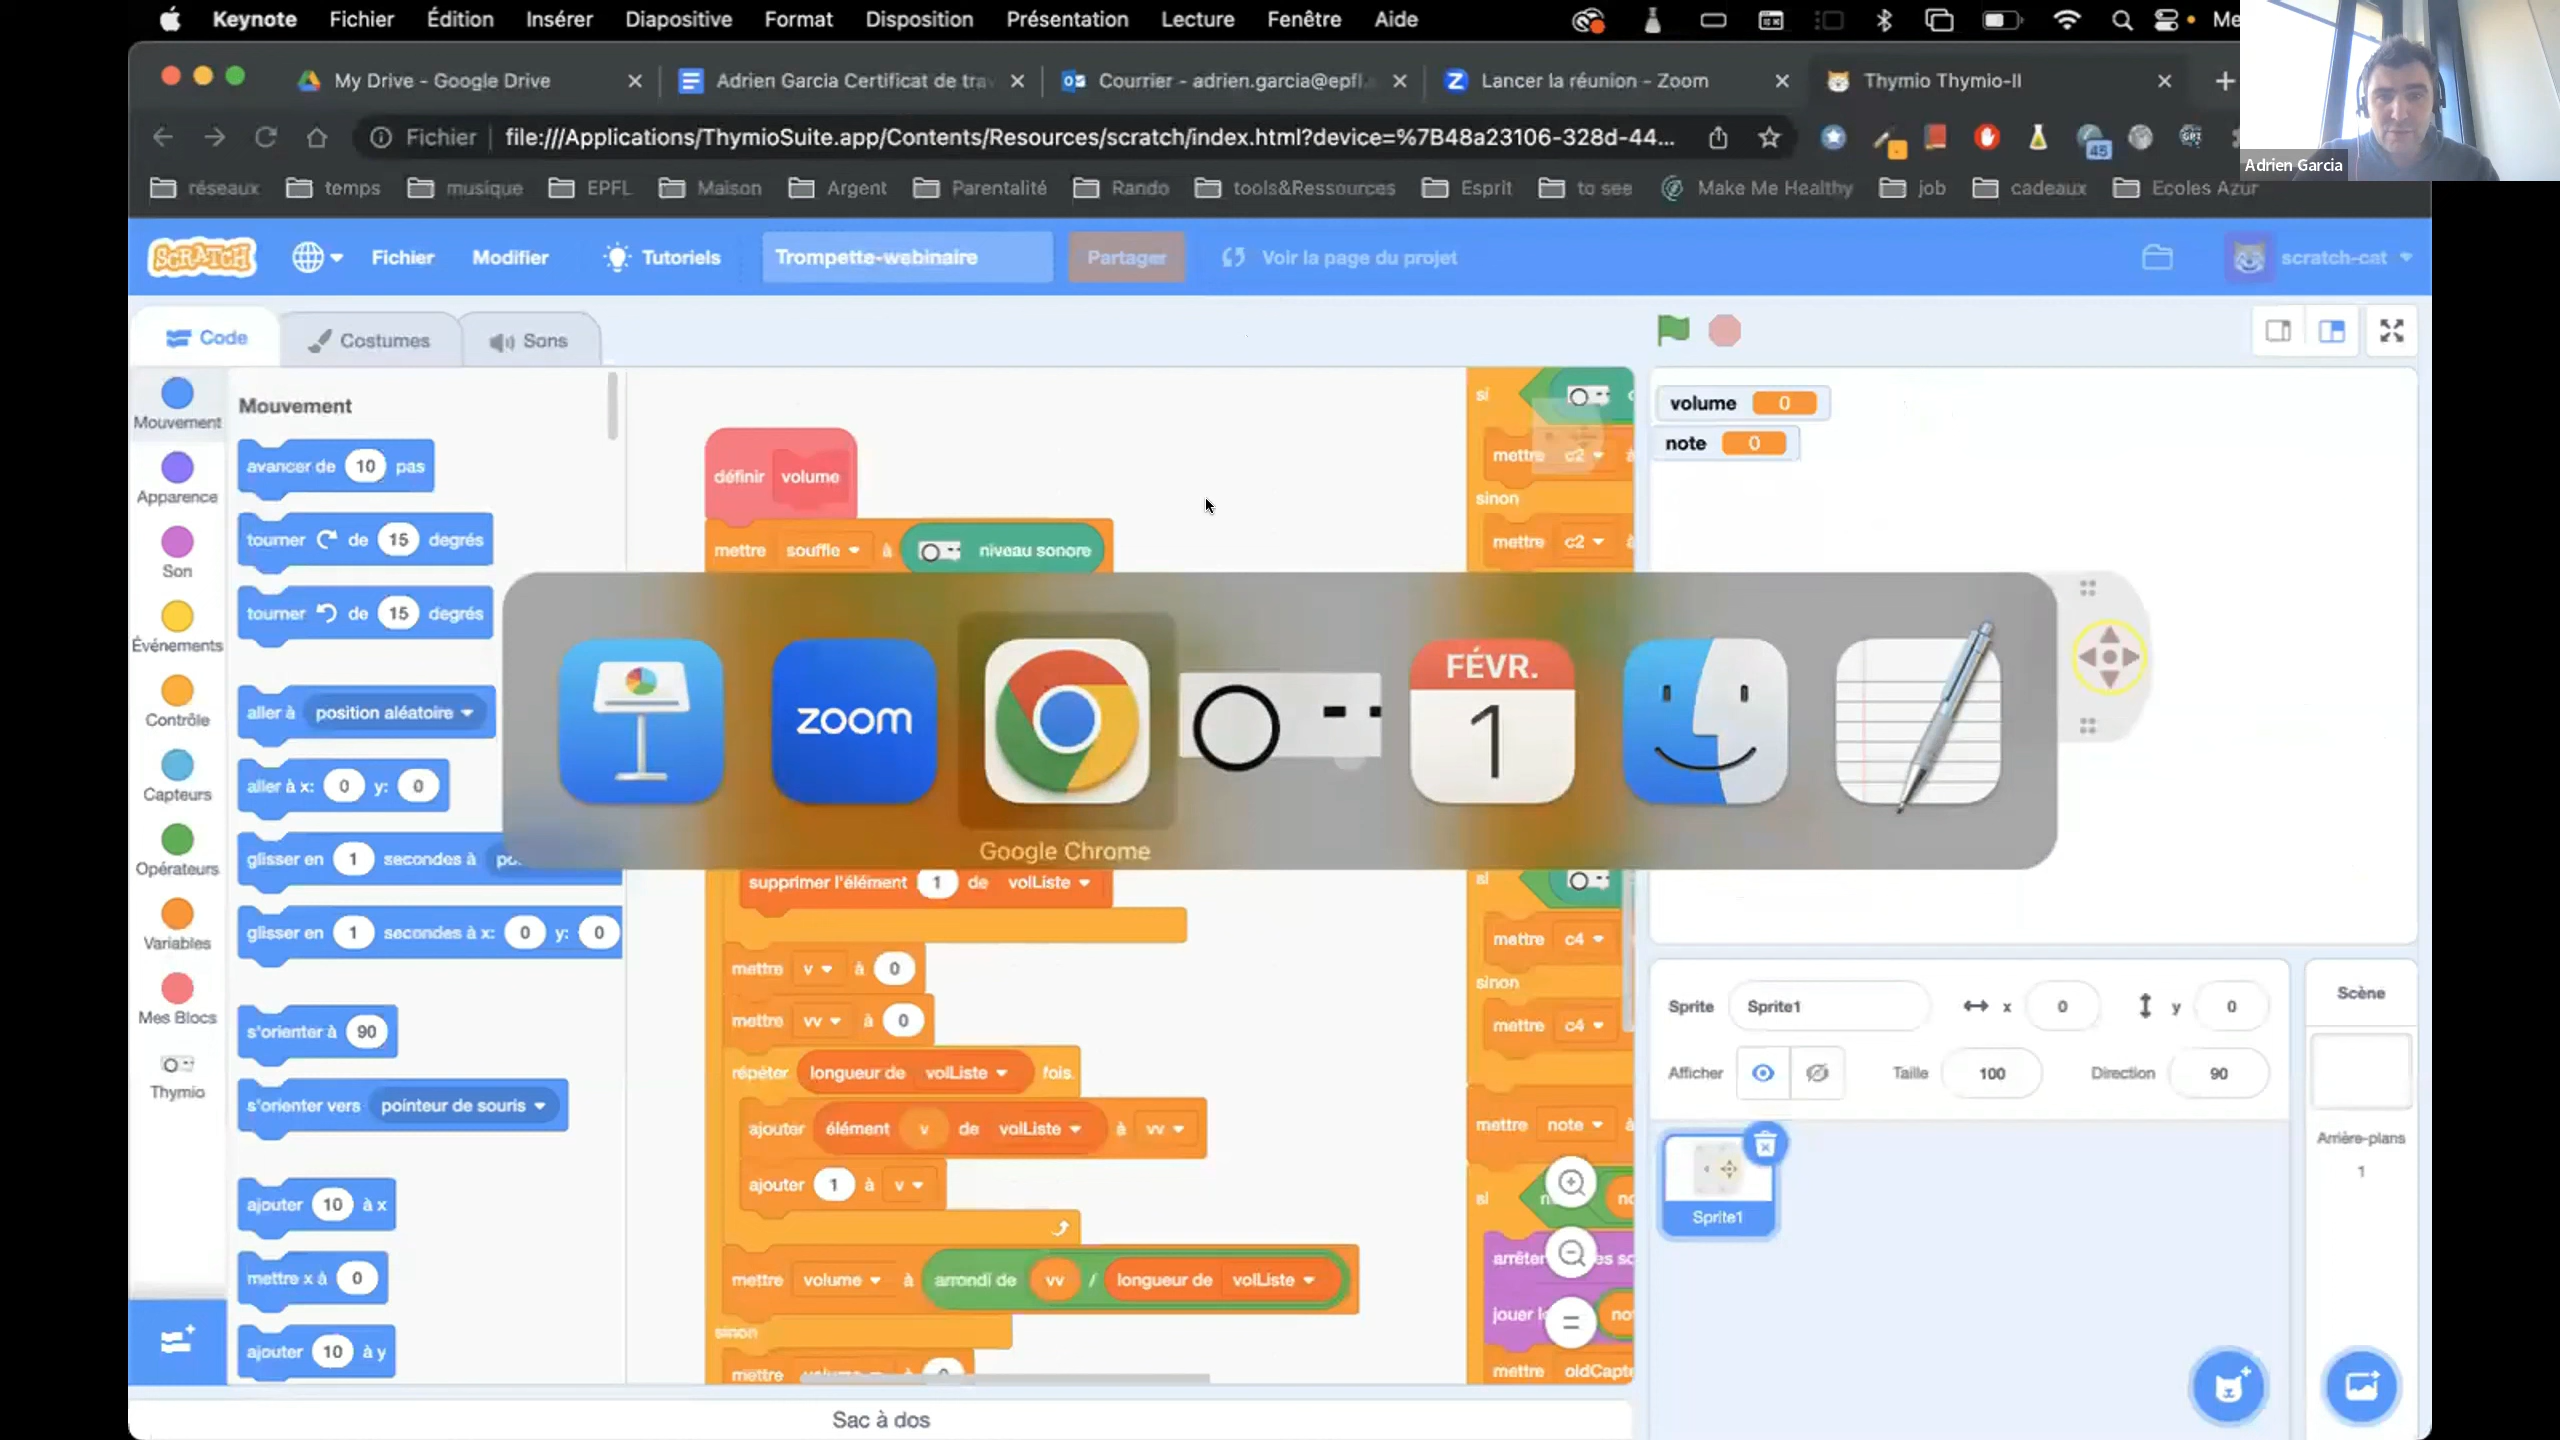 Keynote Fichier Édition Insérer Diapositive Format Disposition Présentation Lecture Fenêtre Aide Me
My Drive - Google Drive
Adrien Garcia Certificat de tra
Courrier - adrien.garcia@epfl.
Lancer la réunion - Zoom
Thymio Thymio-II
Adrien Garcia
Fichier file:///Applications/ThymioSuite.app/Contents/Resources/scratch/index.html?device=%7B48a23106-328d-44...
45
réseaux temps musique EPFL Maison Argent Parentalité Rando tools&Ressources Esprit to see Make Me Healthy job cadeaux Ecoles Azur
SCRATCH Fichier Modifier Tutoriels Trompette-webinaire Partager Voir la page du projet scratch-cat
Code Costumes Sons
Mouvement
Apparence
Son
Événements
Contrôle
Capteurs
Opérateurs
Variables
Mes Blocs
Thymio
Mouvement
avancer de 10 pas
tourner de 15 degrés
tourner de 15 degrés
aller à position aléatoire
aller à x: 0 y: 0
glisser en 1 secondes à
glisser en 1 secondes à x: 0 y: 0
s'orienter à 90
s'orienter vers pointeur de souris
ajouter 10 à x
mettre x à 0
ajouter 10 à y
définir volume
mettre souffle à niveau sonore
supprimer l'élément 1 de volListe
mettre v à 0
mettre vv à 0
répéter longueur de volListe fois
ajouter élément v de volListe à vv
ajouter 1 à v
mettre volume à arrondi de vv / longueur de volListe
sinon
mettre
si
mettre c2 à
sinon
mettre c2 à
si
mettre c4
sinon
mettre c4
mettre note à
si
arrêter
mettre oldCapt
zoom
Google Chrome
FÉVR.
1
volume 0
note 0
Sprite Sprite1 x 0 y 0
Afficher Taille 100 Direction 90
Sprite1
Scène
Arrière-plans
1
Sac à dos